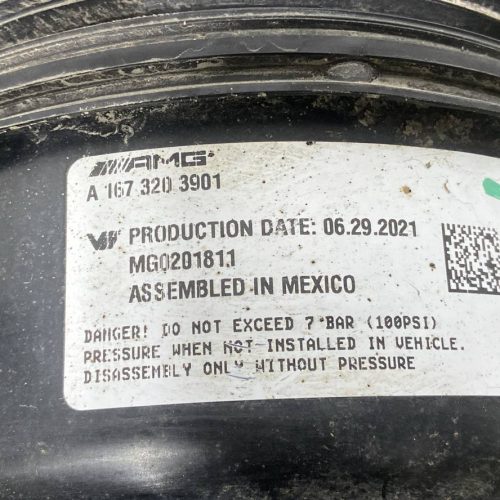 AMG
A 167 320 3901
PRODUCTION DATE: 06.29.2021
MG0201811
ASSEMBLED IN MEXICO
DANGER! DO NOT EXCEED 7 BAR (100PSI)
PRESSURE WHEN NOT INSTALLED IN VEHICLE.
DISASSEMBLY ONLY WITHOUT PRESSURE